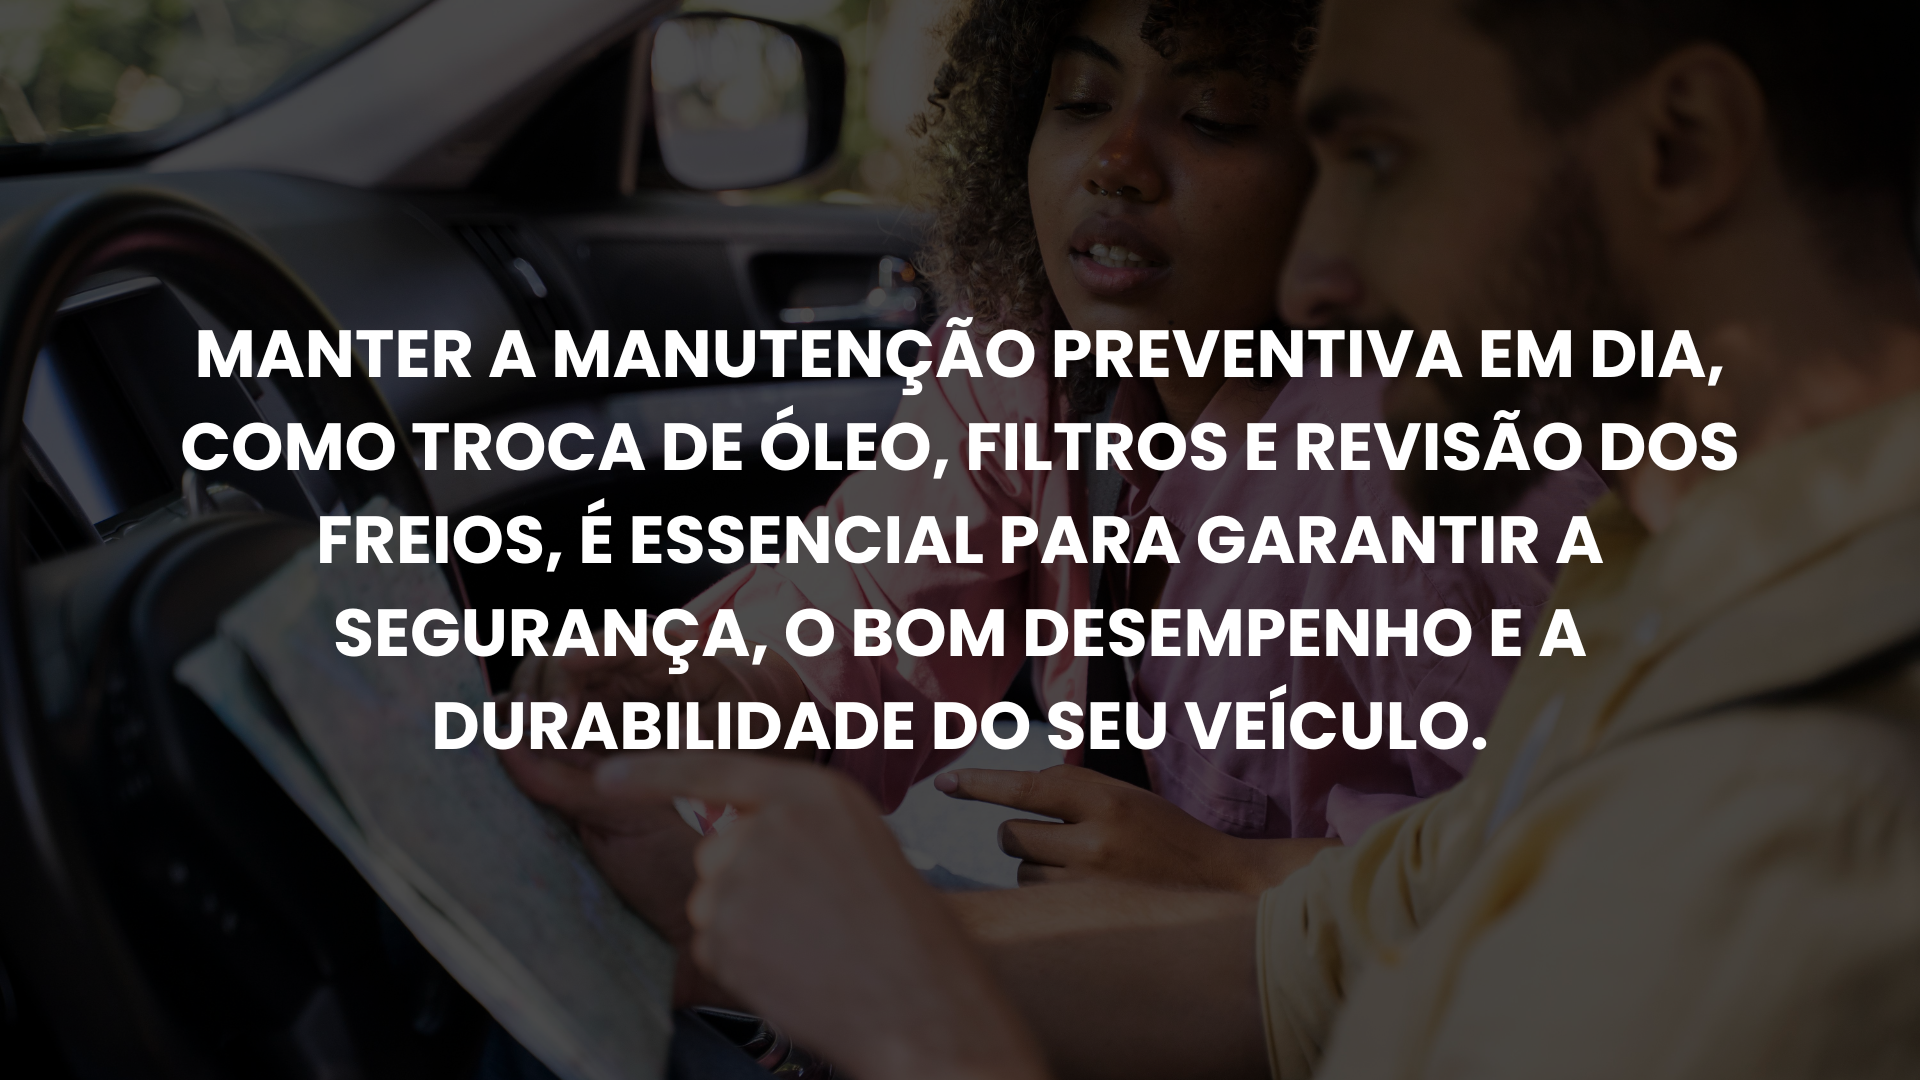 MANTER A MANUTENÇÃO PREVENTIVA EM DIA,
COMO TROCA DE ÓLEO, FILTROS E REVISÃO DOS
FREIOS, É ESSENCIAL PARA GARANTIR A
SEGURANÇA, O BOM DESEMPENHO E A
DURABILIDADE DO SEU VEÍCULO.